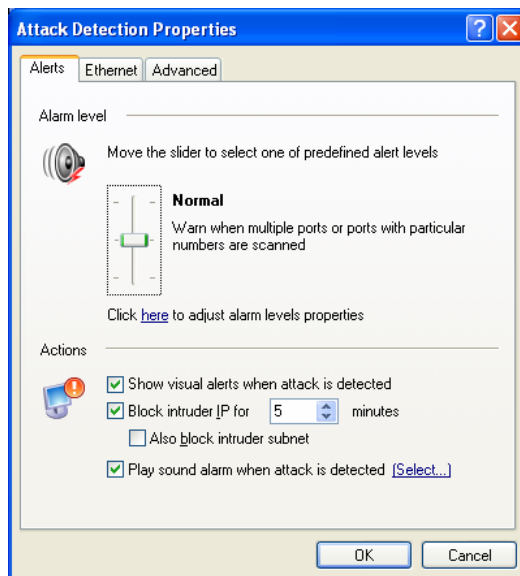 Attack Detection Properties
Alerts Ethernet Advanced
Alarm level
Move the slider to select one of predefined alert levels
Normal
Warn when multiple ports or ports with particular
numbers are scanned
Click here to adjust alarm levels properties
Actions
Show visual alerts when attack is detected
Block intruder IP for 5 minutes
Also block intruder subnet
Play sound alarm when attack is detected (Select...)
OK Cancel